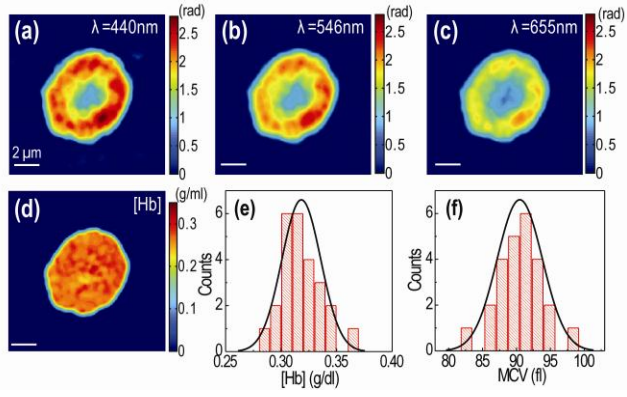 (a) λ =440nm (rad)
2.5
2
1.5
1
0.5
0
2 μm
(b) λ =546nm (rad)
2.5
2
1.5
1
0.5
0
(c) λ =655nm (rad)
2.5
2
1.5
1
0.5
0
(d) [Hb] (g/ml)
0.3
0.2
0.1
0
(e)
Counts
6
4
2
0
0.25 0.30 0.35 0.40
[Hb] (g/dl)
(f)
Counts
6
4
2
0
80 85 90 95 100
MCV (fl)